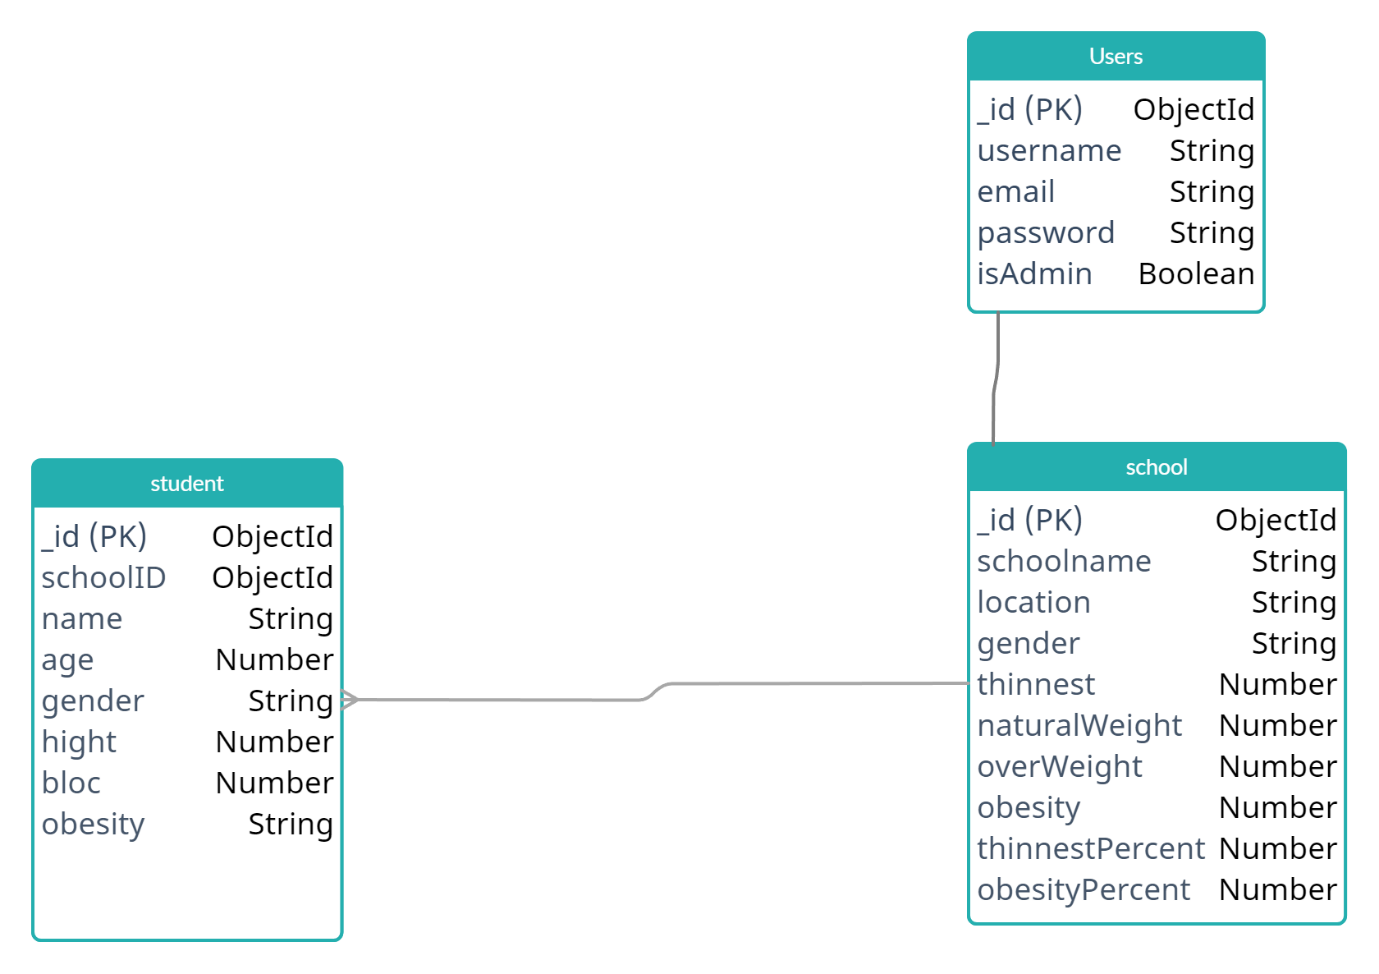 Users
_id (PK) ObjectId
username String
email String
password String
isAdmin Boolean
student
_id (PK) ObjectId
schoolID ObjectId
name String
age Number
gender String
hight Number
bloc Number
obesity String
school
_id (PK) ObjectId
schoolname String
location String
gender String
thinnest Number
naturalWeight Number
overWeight Number
obesity Number
thinnestPercent Number
obesityPercent Number